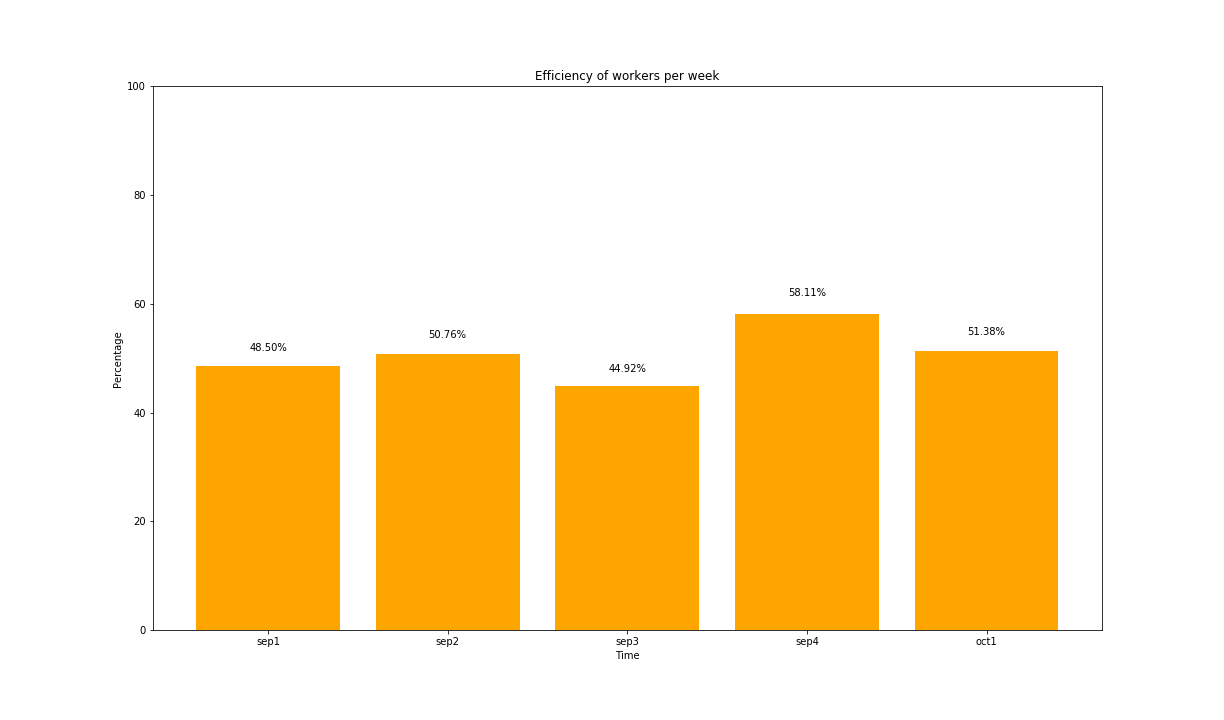 Efficiency of workers per week
100
80
60
40
20
0
Percentage
48.50%
50.76%
44.92%
58.11%
51.38%
sep1
sep2
sep3
sep4
oct1
Time